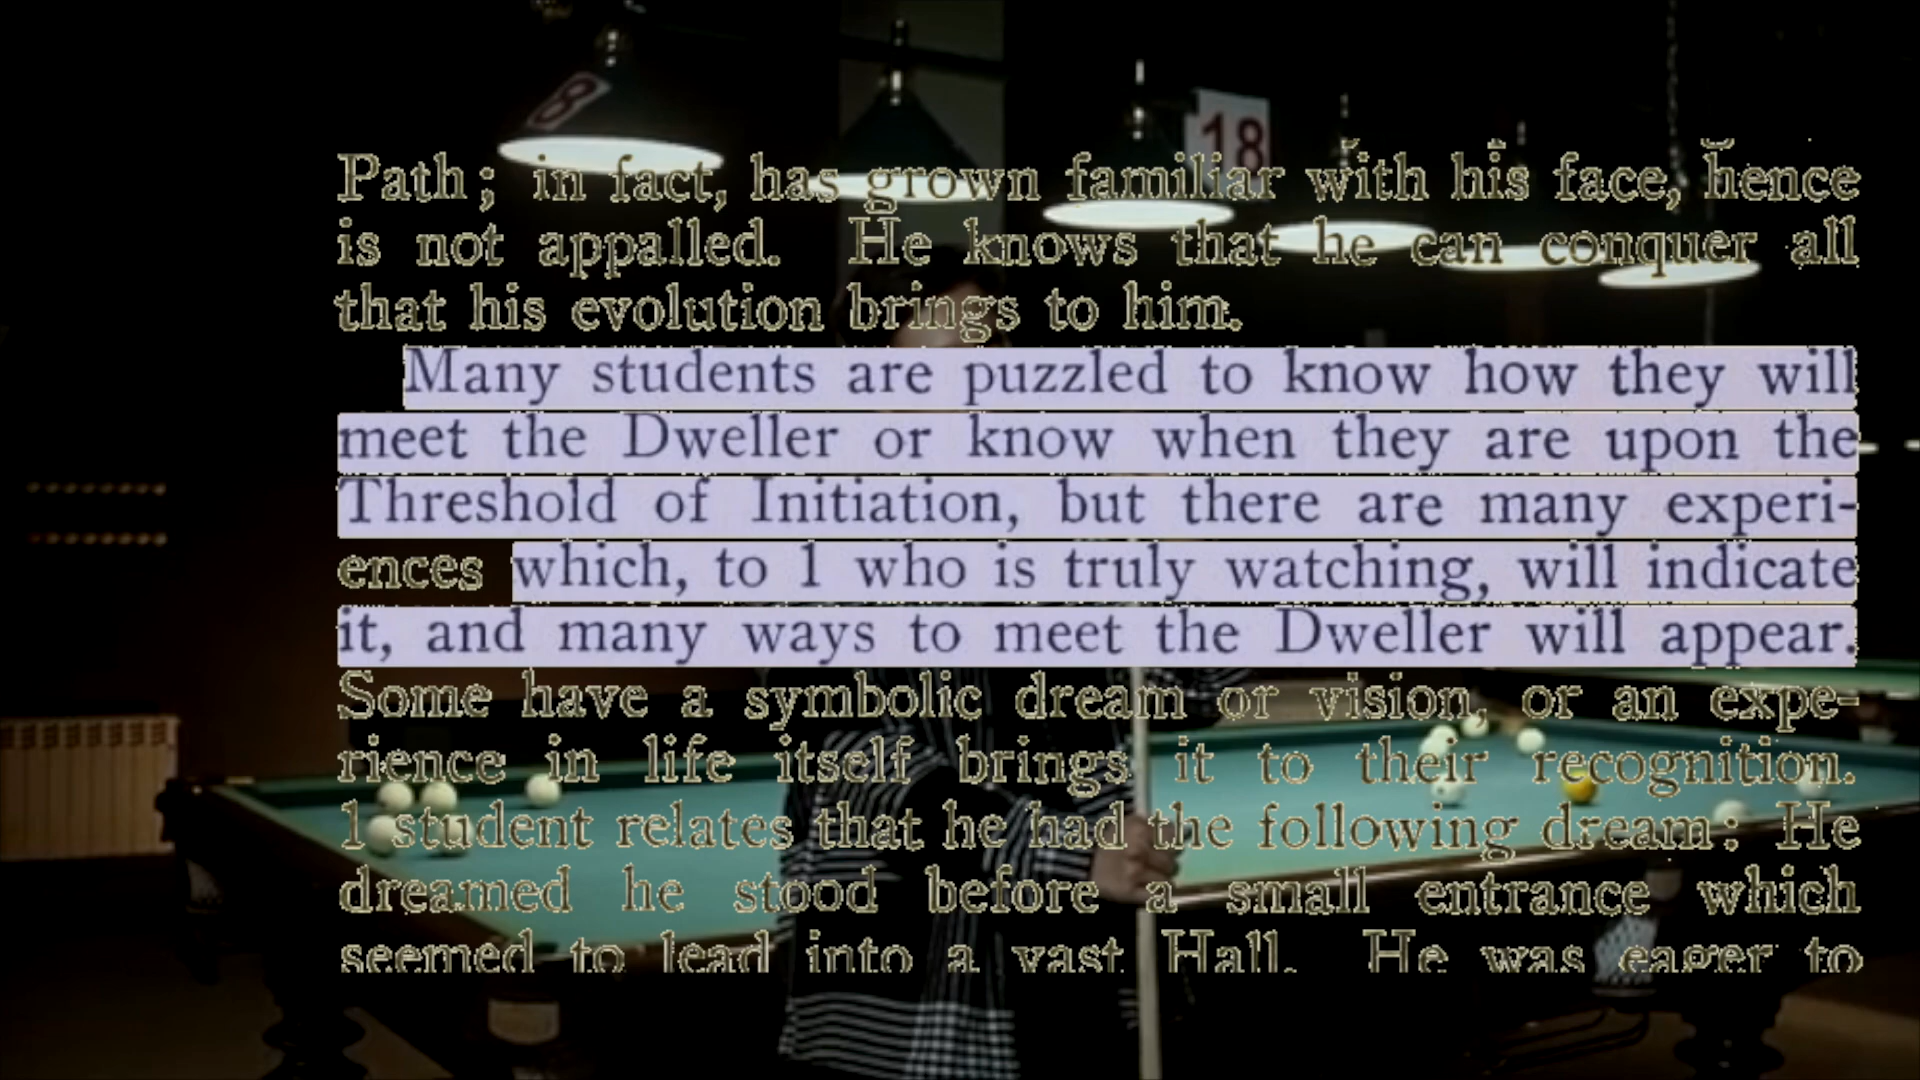 8
18
Path; in fact, has grown familiar with his face, hence
is not appalled. He knows that he can conquer all
that his evolution brings to him.
Many students are puzzled to know how they will
meet the Dweller or know when they are upon the
Threshold of Initiation, but there are many experi-
ences which, to 1 who is truly watching, will indicate
it, and many ways to meet the Dweller will appear.
Some have a symbolic dream or vision, or an expe-
rience in life itself brings it to their recognition.
1 student relates that he had the following dream: He
dreamed he stood before a small entrance which
seemed to lead into a vast Hall. He was eager to